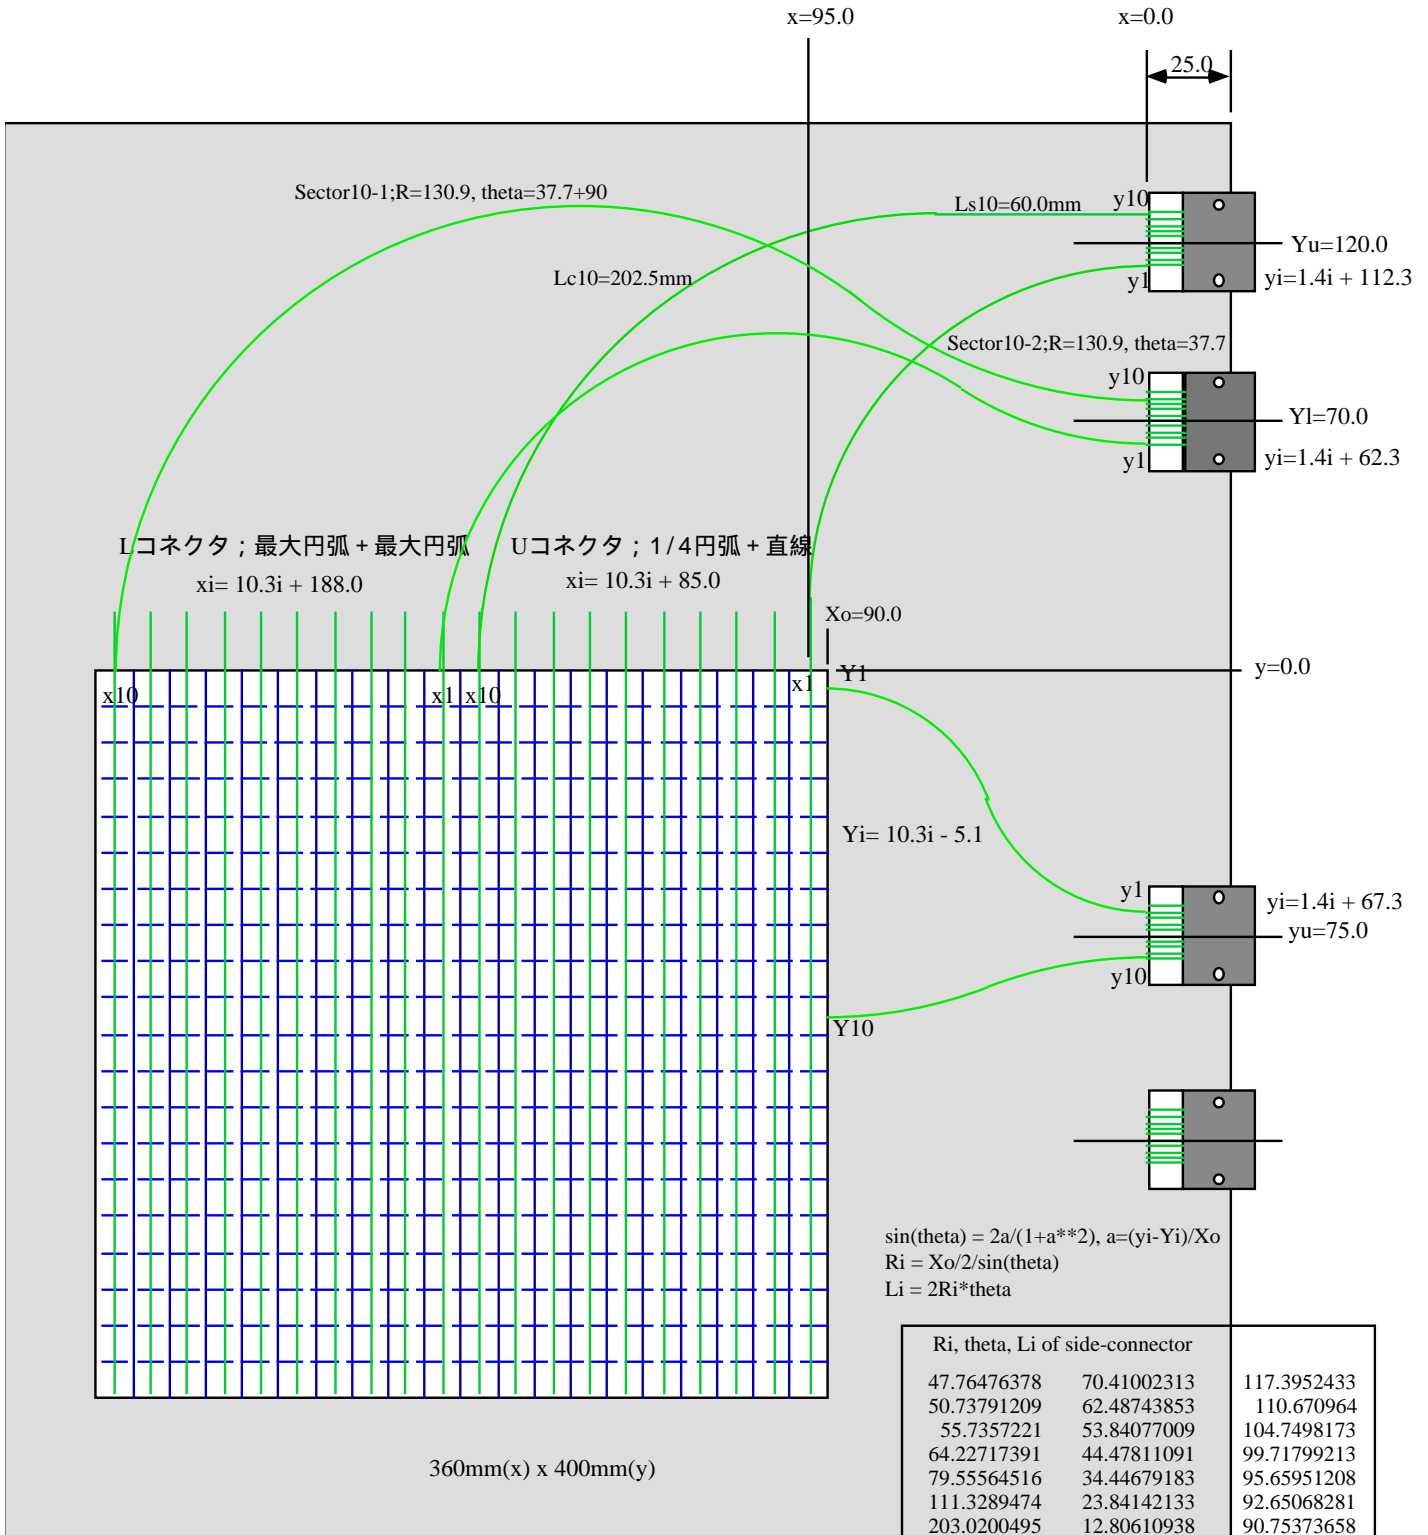 x=95.0
x=0.0
25.0
Sector10-1;R=130.9, theta=37.7+90
Ls10=60.0mm
y10
Yu=120.0
Lc10=202.5mm
y1
yi=1.4i + 112.3
Sector10-2;R=130.9, theta=37.7
y10
Yl=70.0
y1
yi=1.4i + 62.3
Lコネクタ；最大円弧＋最大円弧
Uコネクタ；1/4円弧＋直線
xi= 10.3i + 188.0
xi= 10.3i + 85.0
Xo=90.0
Y1
y=0.0
x10
x1
x10
x1
Yi= 10.3i - 5.1
y1
yi=1.4i + 67.3
yu=75.0
y10
Y10
sin(theta) = 2a/(1+a**2), a=(yi-Yi)/Xo
Ri = Xo/2/sin(theta)
Li = 2Ri*theta
Ri, theta, Li of side-connector
47.76476378 70.41002313 117.3952433
50.73791209 62.48743853 110.670964
55.7357221 53.84077009 104.7498173
64.22717391 44.47811091 99.71799213
79.55564516 34.44679183 95.65951208
111.3289474 23.84142133 92.65068281
203.0200495 12.80610938 90.75373658
360mm(x) x 400mm(y)